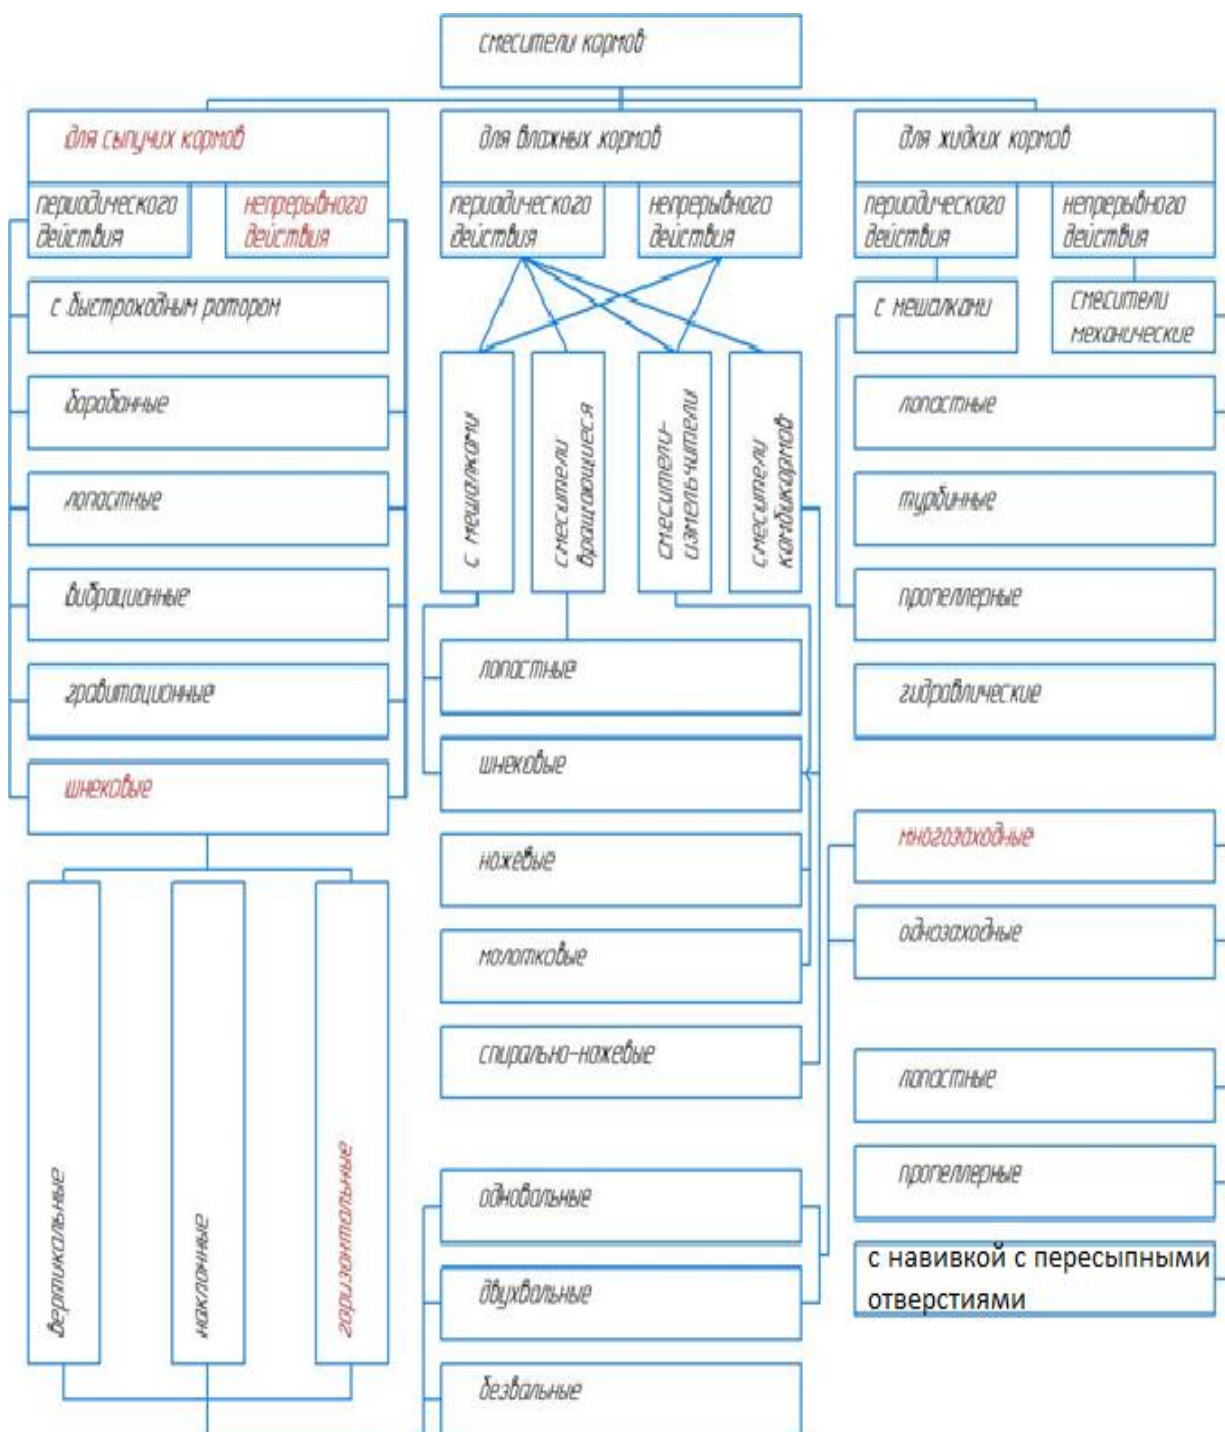 смесители кормов
для сыпучих кормов
для влажных кормов
для жидких кормов
периодического
действия
непрерывного
действия
периодического
действия
непрерывного
действия
периодического
действия
непрерывного
действия
с быстроходным ротором
барабанные
лопастные
вибрационные
гравитационные
шнековые
вертикальные
наклонные
горизонтальные
с мешалками
смесители
вращающиеся
смесители-
измельчители
смесители
комбикормов
лопастные
шнековые
ножевые
молотковые
спирально-ножевые
одновальные
двухвальные
безвальные
с мешалками
смесители
механические
лопастные
турбинные
пропеллерные
гидравлические
многозаходные
однозаходные
лопастные
пропеллерные
с навивкой с пересыпными
отверстиями